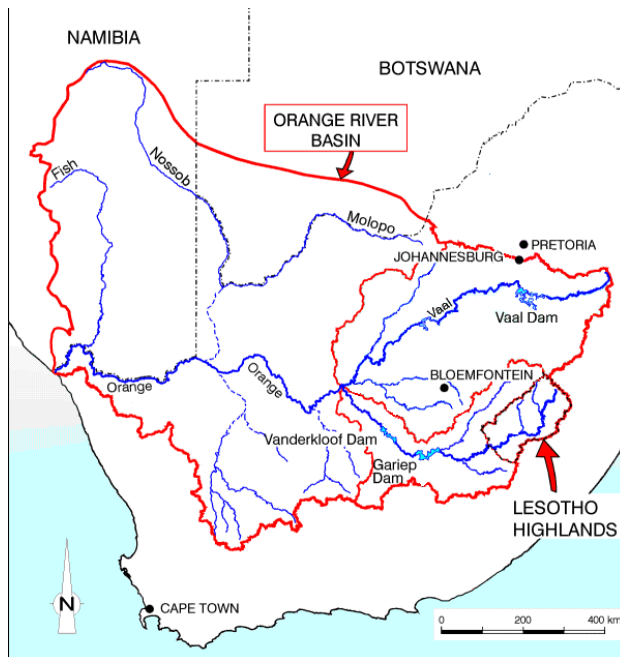 NAMIBIA
BOTSWANA
ORANGE RIVER
BASIN
Fish
Nossob
Molopo
PRETORIA
JOHANNESBURG
Vaal
Vaal Dam
Orange
Orange
BLOEMFONTEIN
Vanderkloof Dam
Gariep
Dam
LESOTHO
HIGHLANDS
N
CAPE TOWN
0 200 400 km